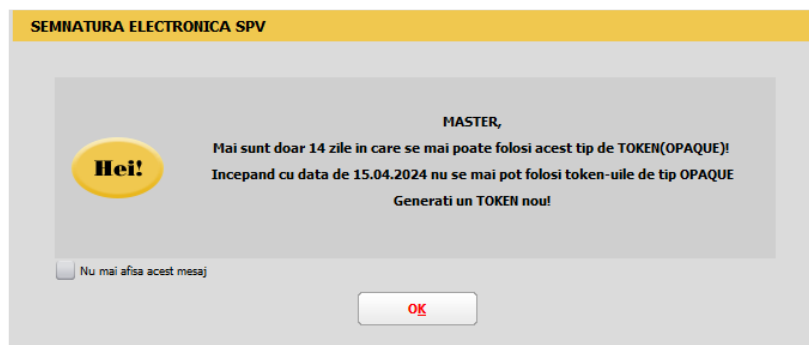 SEMNATURA ELECTRONICA SPV
MASTER,
Mai sunt doar 14 zile in care se mai poate folosi acest tip de TOKEN(OPAQUE)!
Hei!
Incepand cu data de 15.04.2024 nu se mai pot folosi token-uile de tip OPAQUE
Generati un TOKEN nou!
Nu mai afisa acest mesaj
OK